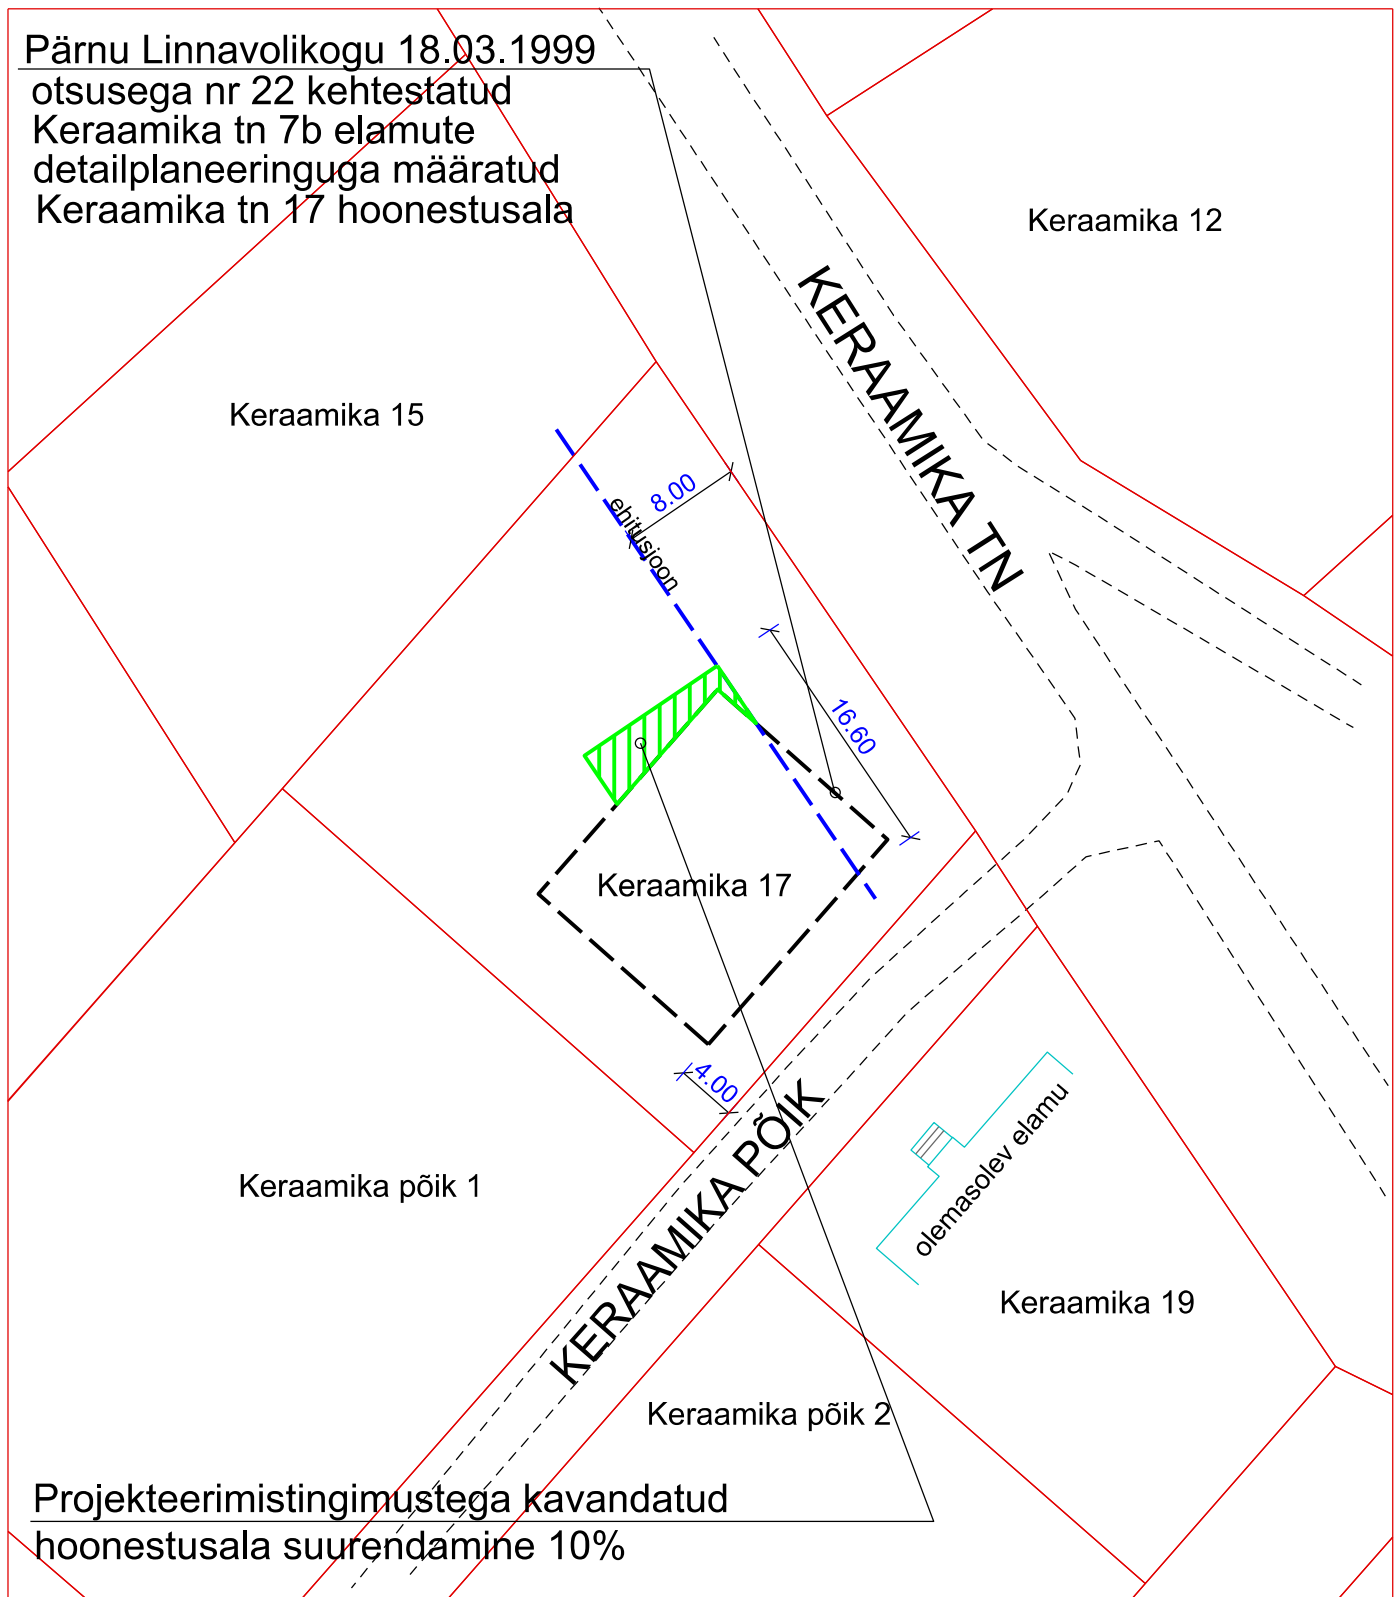 Pärnu Linnavolikogu 18.03.1999
otsusega nr 22 kehtestatud
Keraamika tn 7b elamute
detailplaneeringuga määratud
Keraamika tn 17 hoonestusala
Keraamika 12
KERAAMIKA TN
Keraamika 15
8.00
ehitusjoon
16.60
Keraamika 17
4.00
KERAAMIKA PÕIK
olemasolev elamu
Keraamika põik 1
Keraamika 19
Keraamika põik 2
Projekteerimistingimustega kavandatud
hoonestusala suurendamine 10%